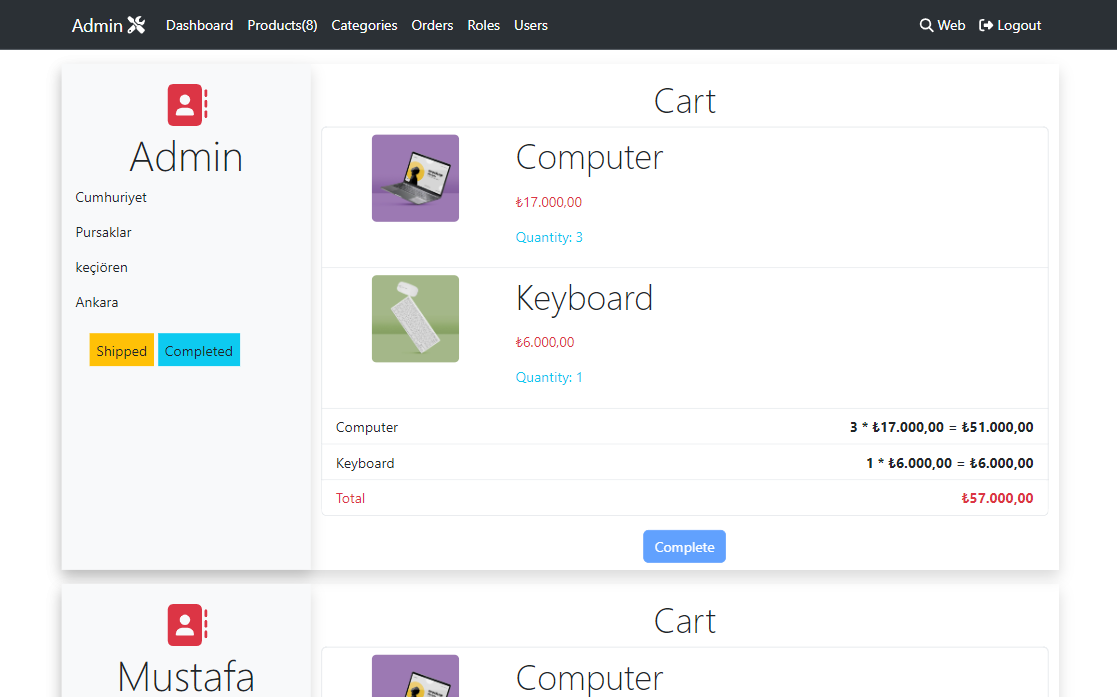 Admin Dashboard Products(8) Categories Orders Roles Users Web Logout
Admin
Cumhuriyet
Pursaklar
keçiören
Ankara
Shipped Completed
Cart
Computer
₺17.000,00
Quantity: 3
Keyboard
₺6.000,00
Quantity: 1
Computer 3 * ₺17.000,00 = ₺51.000,00
Keyboard 1 * ₺6.000,00 = ₺6.000,00
Total ₺57.000,00
Complete
Mustafa
Cart
Computer